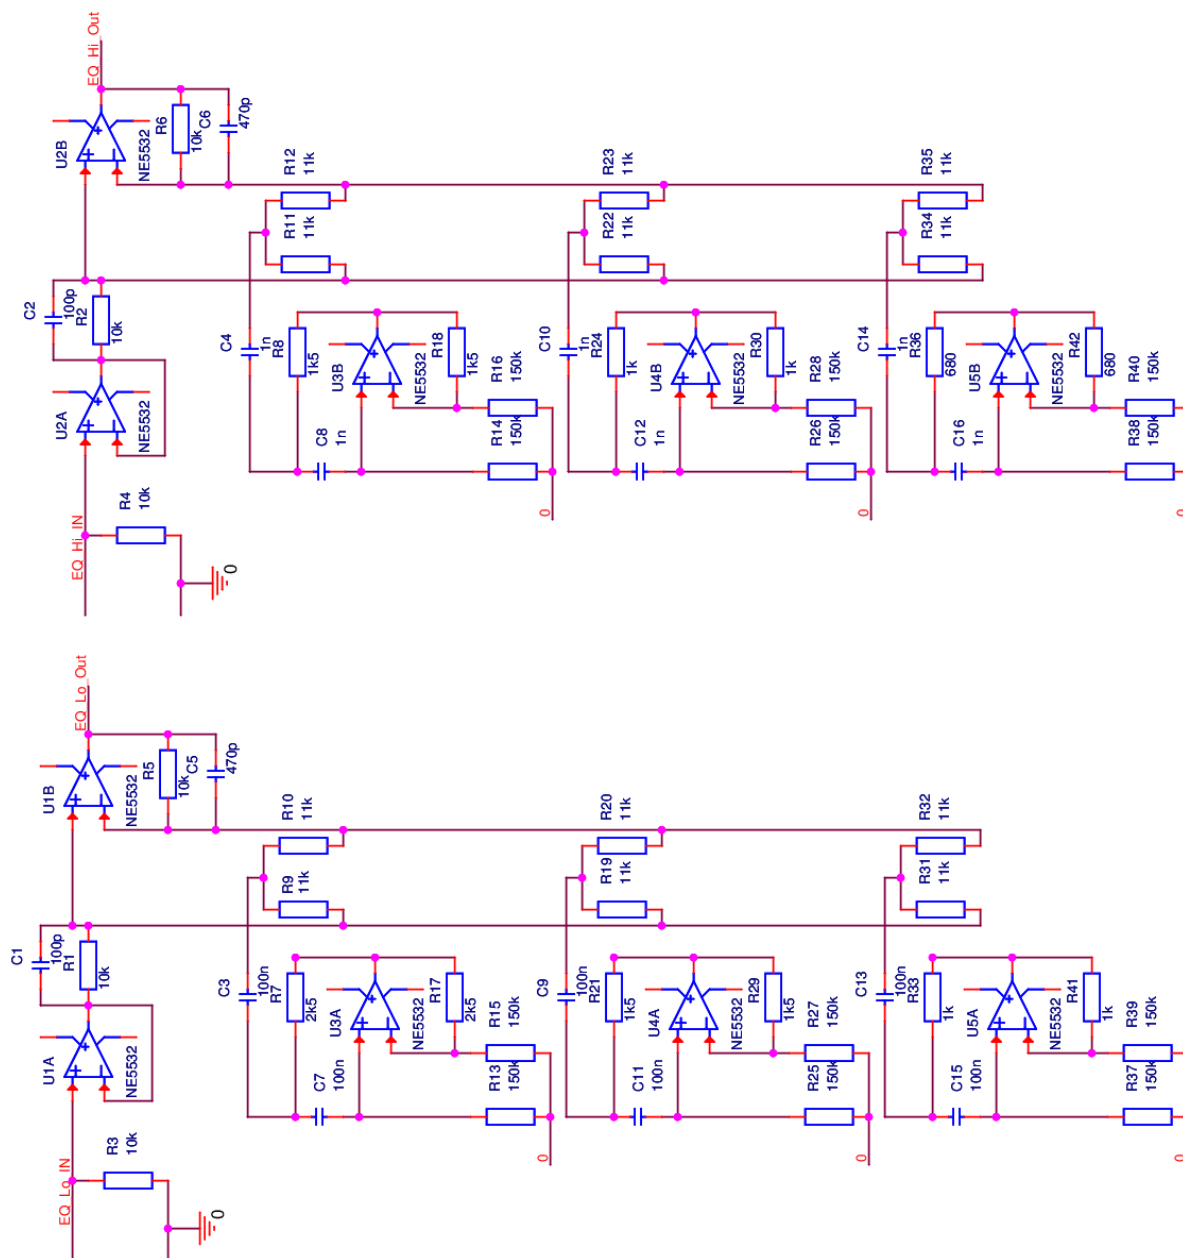 EQ_Hi_Out
U2B
NE5532
R6
10k
C6
470p
C2
100p
R2
10k
U2A
NE5532
R4
10k
EQ_Hi_IN
0
R12
11k
R11
11k
C4
1n
R8
1k5
U3B
NE5532
R18
1k5
R16
150k
R14
150k
C8
1n
0
R23
11k
R22
11k
C10
1n
R24
1k
U4B
NE5532
R30
1k
R28
150k
R26
150k
C12
1n
0
R35
11k
R34
11k
C14
1n
R36
680
U5B
NE5532
R42
680
R40
150k
R38
150k
C16
1n
0
EQ_Lo_Out
U1B
NE5532
R5
10k
C5
470p
C1
100p
R1
10k
U1A
NE5532
R3
10k
EQ_Lo_IN
0
R10
11k
R9
11k
C3
100n
R7
2k5
U3A
NE5532
R17
2k5
R15
150k
R13
150k
C7
100n
0
R20
11k
R19
11k
C9
100n
R21
1k5
U4A
NE5532
R29
1k5
R27
150k
R25
150k
C11
100n
0
R32
11k
R31
11k
C13
100n
R33
1k
U5A
NE5532
R41
1k
R39
150k
R37
150k
C15
100n
0